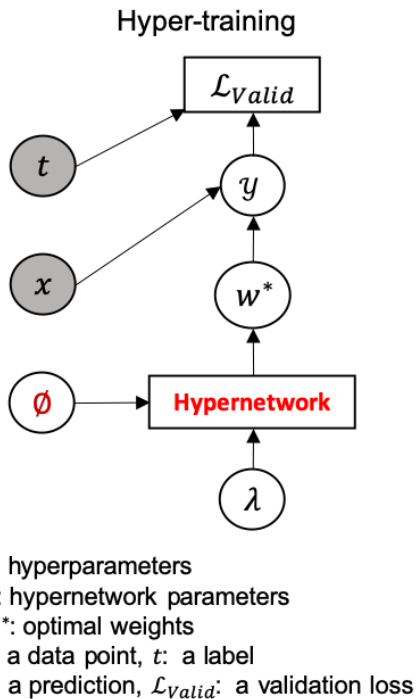 Hyper-training
ℒ_Valid
t
y
x
w*
∅
Hypernetwork
λ
hyperparameters
: hypernetwork parameters
*: optimal weights
a data point, t: a label
a prediction, ℒ_Valid: a validation loss